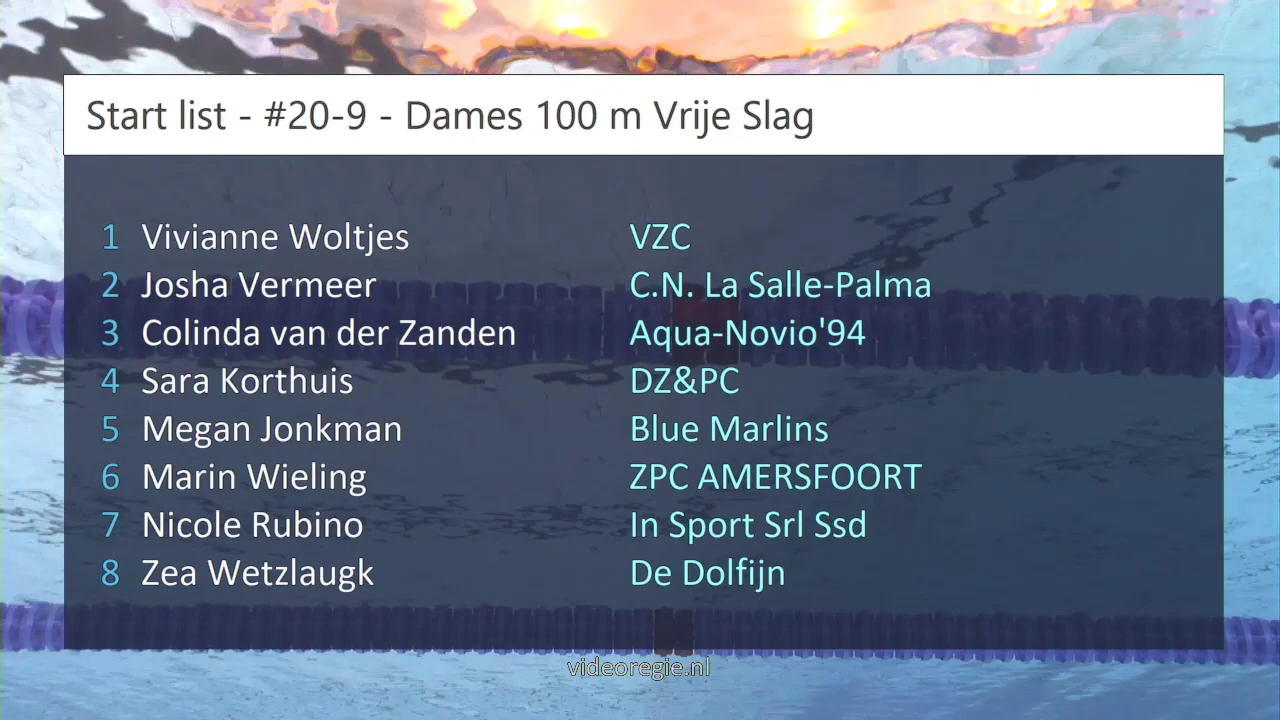 Start list - #20-9 - Dames 100 m Vrije Slag
1 Vivianne Woltjes VZC
2 Josha Vermeer C.N. La Salle-Palma
3 Colinda van der Zanden Aqua-Novio'94
4 Sara Korthuis DZ&PC
5 Megan Jonkman Blue Marlins
6 Marin Wieling ZPC AMERSFOORT
7 Nicole Rubino In Sport Srl Ssd
8 Zea Wetzlaugk De Dolfijn
videoregie.nl